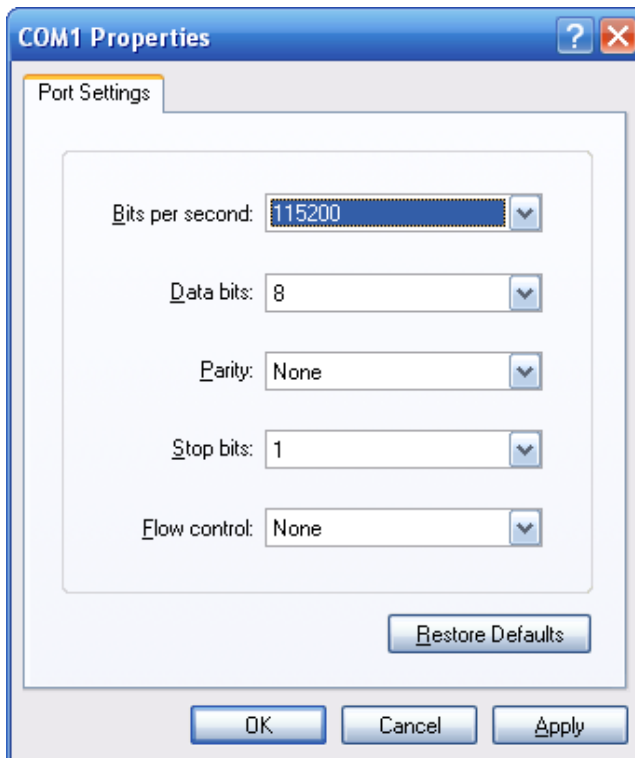 COM1 Properties
Port Settings
Bits per second: 115200
Data bits: 8
Parity: None
Stop bits: 1
Flow control: None
Restore Defaults
OK Cancel Apply